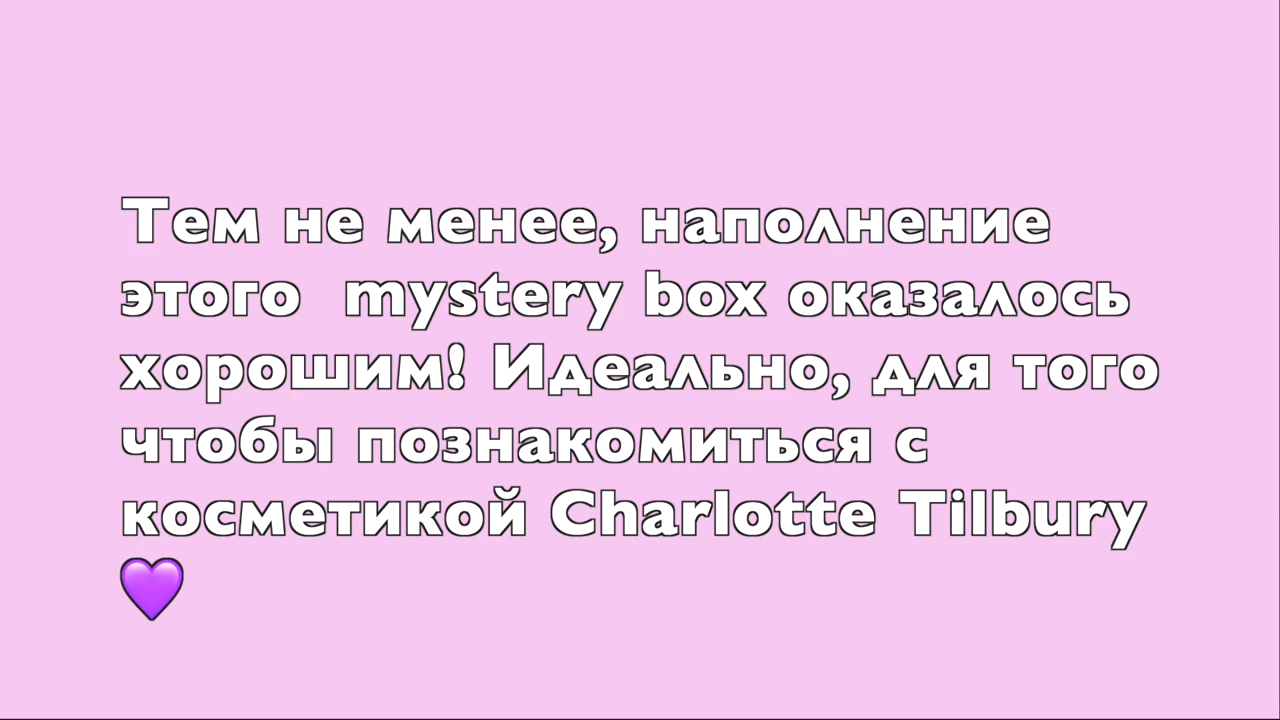 Тем не менее, наполнение
этого  mystery box оказалось
хорошим! Идеально, для того
чтобы познакомиться с
косметикой Charlotte Tilbury
💜